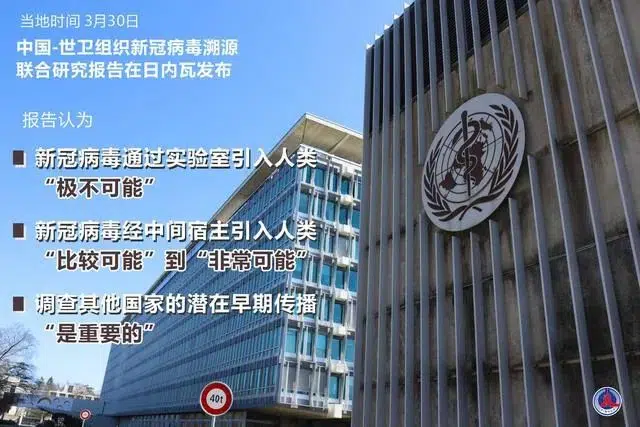 当地时间 3月30日
中国-世卫组织新冠病毒溯源
联合研究报告在日内瓦发布
报告认为
新冠病毒通过实验室引入人类
“极不可能”
新冠病毒经中间宿主引入人类
“比较可能”到“非常可能”
调查其他国家的潜在早期传播
“是重要的”
40t